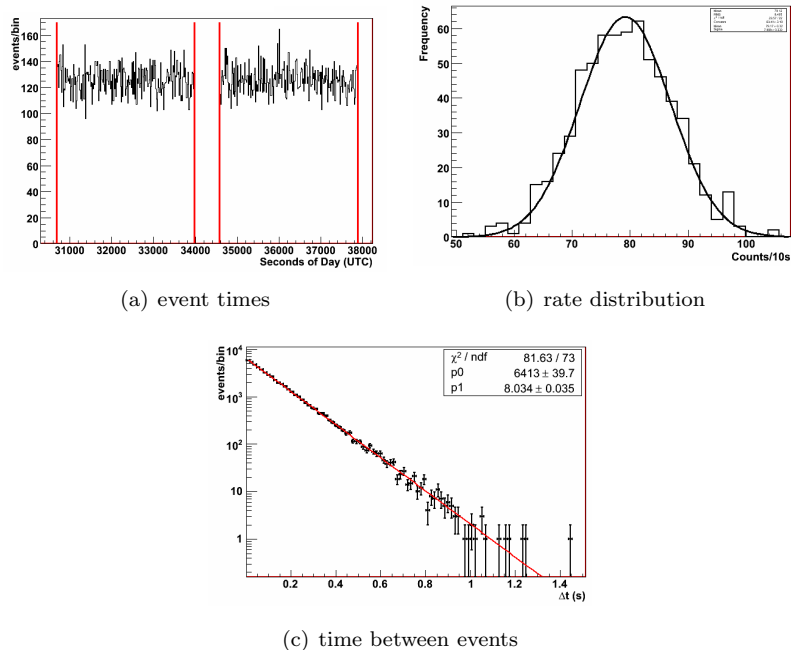 events/bin
160
140
120
100
80
60
40
20
0
31000 32000 33000 34000 35000 36000 37000 38000
Seconds of Day (UTC)
(a) event times
Frequency
60
50
40
30
20
10
0
50 60 70 80 90 100
Counts/10s
(b) rate distribution
events/bin
10⁴
10³
10²
10
1
χ² / ndf 81.63 / 73
p0 6413 ± 39.7
p1 8.034 ± 0.035
0.2 0.4 0.6 0.8 1 1.2 1.4
Δt (s)
(c) time between events